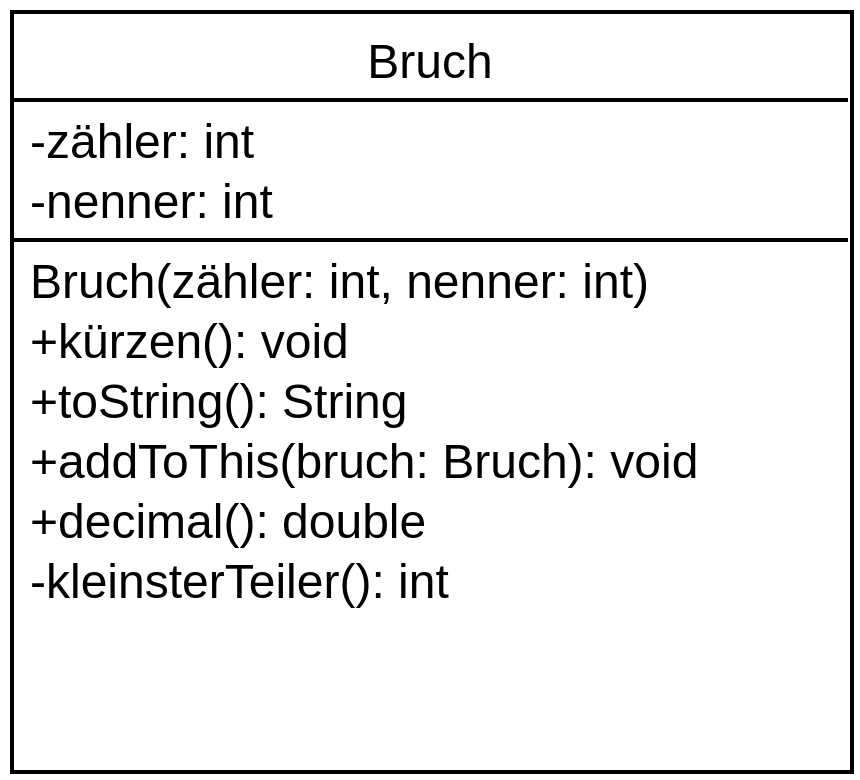 Bruch
-zähler: int
-nenner: int
Bruch(zähler: int, nenner: int)
+kürzen(): void
+toString(): String
+addToThis(bruch: Bruch): void
+decimal(): double
-kleinsterTeiler(): int